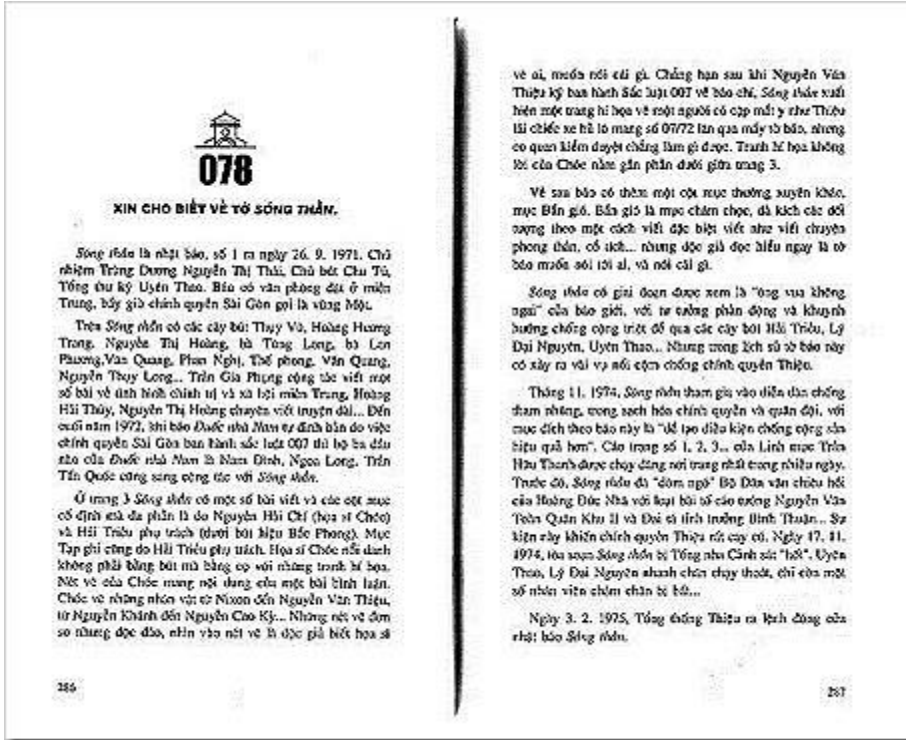 078
XIN CHO BIẾT VỀ TỜ SÓNG THẦN.
Sóng thần là nhật báo, số 1 ra ngày 26. 9. 1971. Chủ
nhiệm Trùng Dương Nguyễn Thị Thái, Chủ bút Chu Tử,
Tổng thư ký Uyên Thao. Báo có văn phòng đặt ở miền
Trung, bấy giờ chính quyền Sài Gòn gọi là vùng Một.
Trên Sóng thần có các cây bút: Thụy Vũ, Hoàng Hương
Trang, Nguyễn Thị Hoàng, bà Tùng Long, bà Lan
Phương, Văn Quang, Phan Nghị, Thế phong, Văn Quang,
Nguyễn Thụy Long... Trần Gia Phụng cộng tác viết một
số bài về tình hình chính trị và xã hội miền Trung, Hoàng
Hải Thủy, Nguyễn Thị Hoàng chuyên viết truyện dài... Đến
cuối năm 1972, khi báo Đuốc nhà Nam tự đình bản do việc
chính quyền Sài Gòn ban hành sắc luật 007 thì bộ ba đầu
não của Đuốc nhà Nam là Nam Đình, Ngọa Long, Trần
Tấn Quốc cũng sang cộng tác với Sóng thần.
Ở trang 3 Sóng thần có một số bài viết và các cột mục
cố định mà đa phần là do Nguyễn Hải Chí (họa sĩ Chóe)
và Hải Triều phụ trách (dưới bút hiệu Bắc Phong). Mục
Tạp ghi cũng do Hải Triều phụ trách. Họa sĩ Chóe nổi danh
không phải bằng bút mà bằng cọ với những tranh hí họa.
Nét vẽ của Chóe mang nội dung của một bài bình luận.
Chóe vẽ những nhân vật từ Nixon đến Nguyễn Văn Thiệu,
từ Nguyễn Khánh đến Nguyễn Cao Kỳ... Những nét vẽ đơn
sơ nhưng độc đáo, nhìn vào nét vẽ là độc giả biết họa sĩ
286
vẽ ai, muốn nói cái gì. Chẳng hạn sau khi Nguyễn Văn
Thiệu ký ban hành Sắc luật 007 về báo chí, Sóng thần xuất
hiện một trang hí họa vẽ một người có cặp mắt y như Thiệu
lái chiếc xe hủ lô mang số 07/72 lăn qua mấy tờ báo, nhưng
cơ quan kiểm duyệt chẳng làm gì được. Tranh hí họa không
lời của Chóe nằm gần phần dưới giữa trang 3.
Về sau báo có thêm một cột mục thường xuyên khác,
mục Bắn gió. Bắn gió là mục châm chọc, đả kích các đối
tượng theo một cách viết đặc biệt viết như viết chuyện
phong thần, cổ tích... nhưng độc giả đọc hiểu ngay là tờ
báo muốn nói tới ai, và nói cái gì.
Sóng thần có giai đoạn được xem là "ông vua không
ngai" của báo giới, với tư tưởng phản động và khuynh
hướng chống cộng triệt để qua các cây bút Hải Triều, Lý
Đại Nguyên, Uyên Thao... Nhưng trong lịch sử tờ báo này
có xảy ra vài vụ nổi cộm chống chính quyền Thiệu.
Tháng 11. 1974, Sóng thần tham gia vào diễn đàn chống
tham nhũng, trong sạch hóa chính quyền và quân đội, với
mục đích theo báo này là "để tạo điều kiện chống cộng sản
hiệu quả hơn". Cáo trạng số 1, 2, 3... của Linh mục Trần
Hữu Thanh được chạy đăng nơi trang nhất trong nhiều ngày.
Trước đó, Sóng thần đã "dòm ngó" Bộ Dân vận chiêu hồi
của Hoàng Đức Nhã với loạt bài tố cáo tướng Nguyễn Văn
Toàn Quân Khu II và Đại tá tỉnh trưởng Bình Thuận... Sự
kiện này khiến chính quyền Thiệu rất cay cú. Ngày 17. 11.
1974, tòa soạn Sóng thần bị Tổng nha Cảnh sát "hốt". Uyên
Thao, Lý Đại Nguyên nhanh chân chạy thoát, chỉ còn một
số nhân viên chậm chân bị bắt...
Ngày 3. 2. 1975, Tổng thống Thiệu ra lệnh đóng cửa
nhật báo Sóng thần.
287